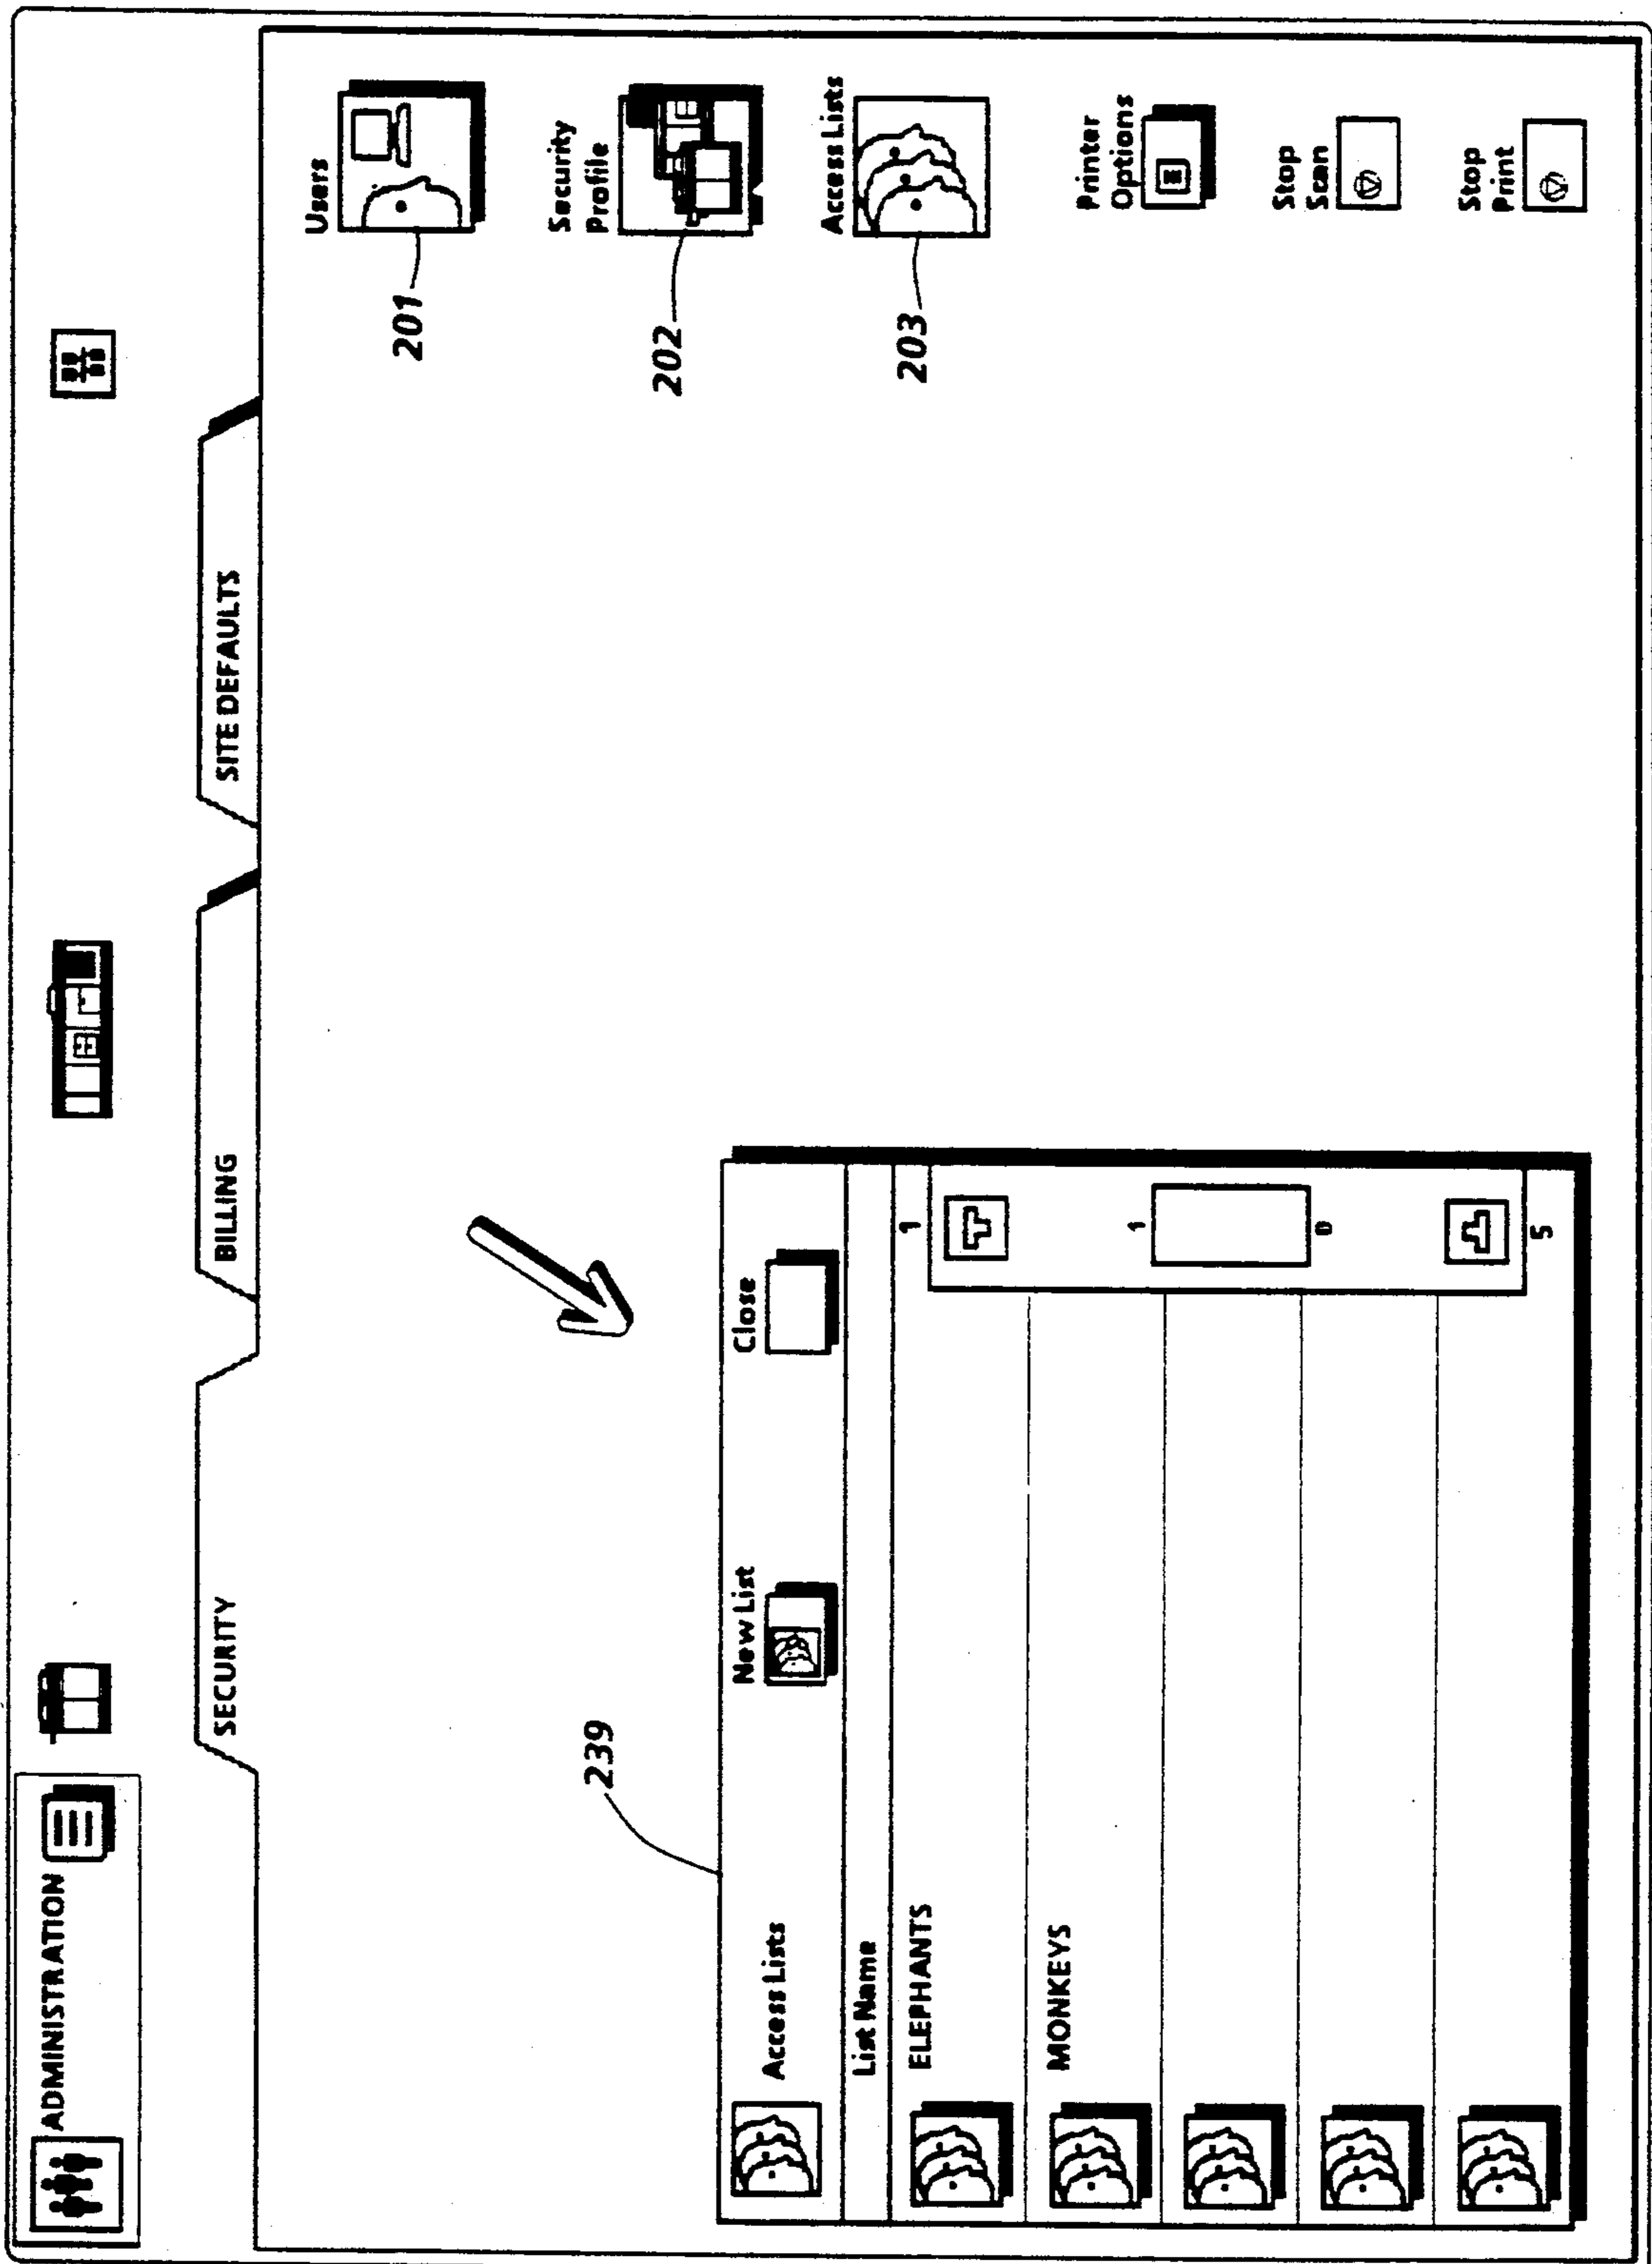 ADMINISTRATION
SECURITY
BILLING
SITE DEFAULTS
Users
201
Security
Profile
202
Access Lists
203
Printer
Options
Stop
Scan
Stop
Print
239
Access Lists
New List
Close
List Name
ELEPHANTS
1
MONKEYS
1
0
5